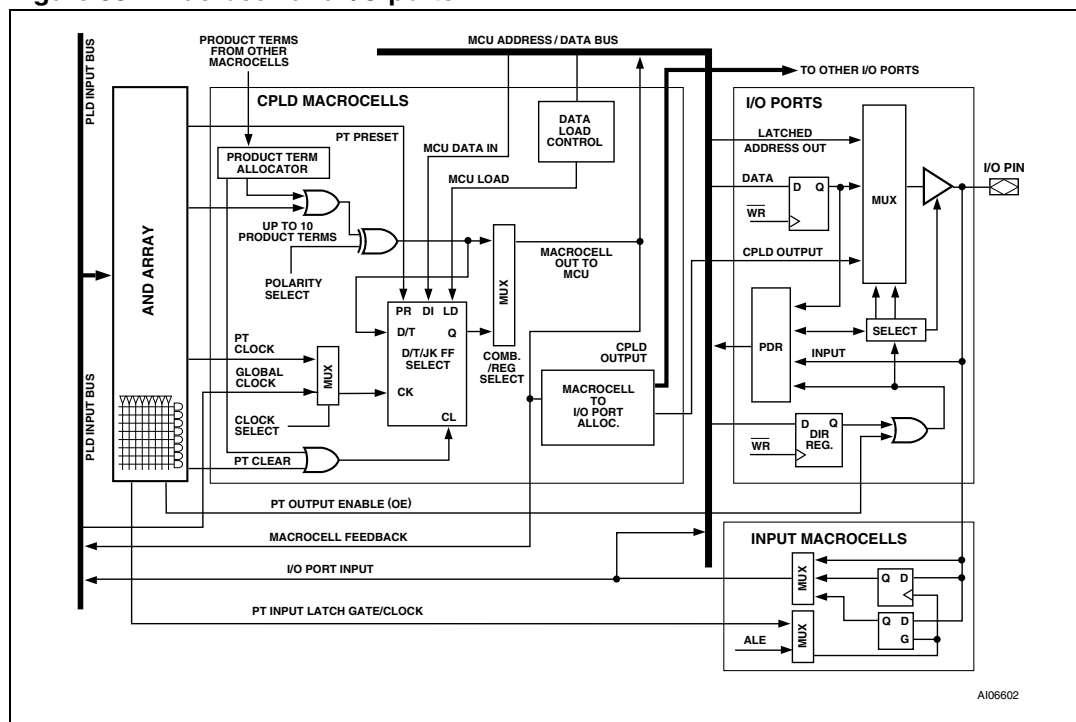 PLD INPUT BUS
PRODUCT TERMS
FROM OTHER
MACROCELLS
MCU ADDRESS / DATA BUS
TO OTHER I/O PORTS
CPLD MACROCELLS
I/O PORTS
AND ARRAY
PT PRESET
PRODUCT TERM
ALLOCATOR
MCU DATA IN
MCU LOAD
DATA
LOAD
CONTROL
LATCHED
ADDRESS OUT
DATA
D Q
WR
MUX
I/O PIN
UP TO 10
PRODUCT TERMS
POLARITY
SELECT
MACROCELL
OUT TO
MCU
CPLD OUTPUT
MUX
PR DI LD
D/T Q
D/T/JK FF
SELECT
CK
CL
COMB.
/REG
SELECT
CPLD
OUTPUT
SELECT
PDR
INPUT
PT
CLOCK
GLOBAL
CLOCK
MUX
CLOCK
SELECT
MACROCELL
TO
I/O PORT
ALLOC.
PLD INPUT BUS
PT CLEAR
D Q
DIR
REG.
WR
PT OUTPUT ENABLE (OE)
MACROCELL FEEDBACK
INPUT MACROCELLS
I/O PORT INPUT
MUX
Q D
PT INPUT LATCH GATE/CLOCK
Q D
G
MUX
ALE
AI06602